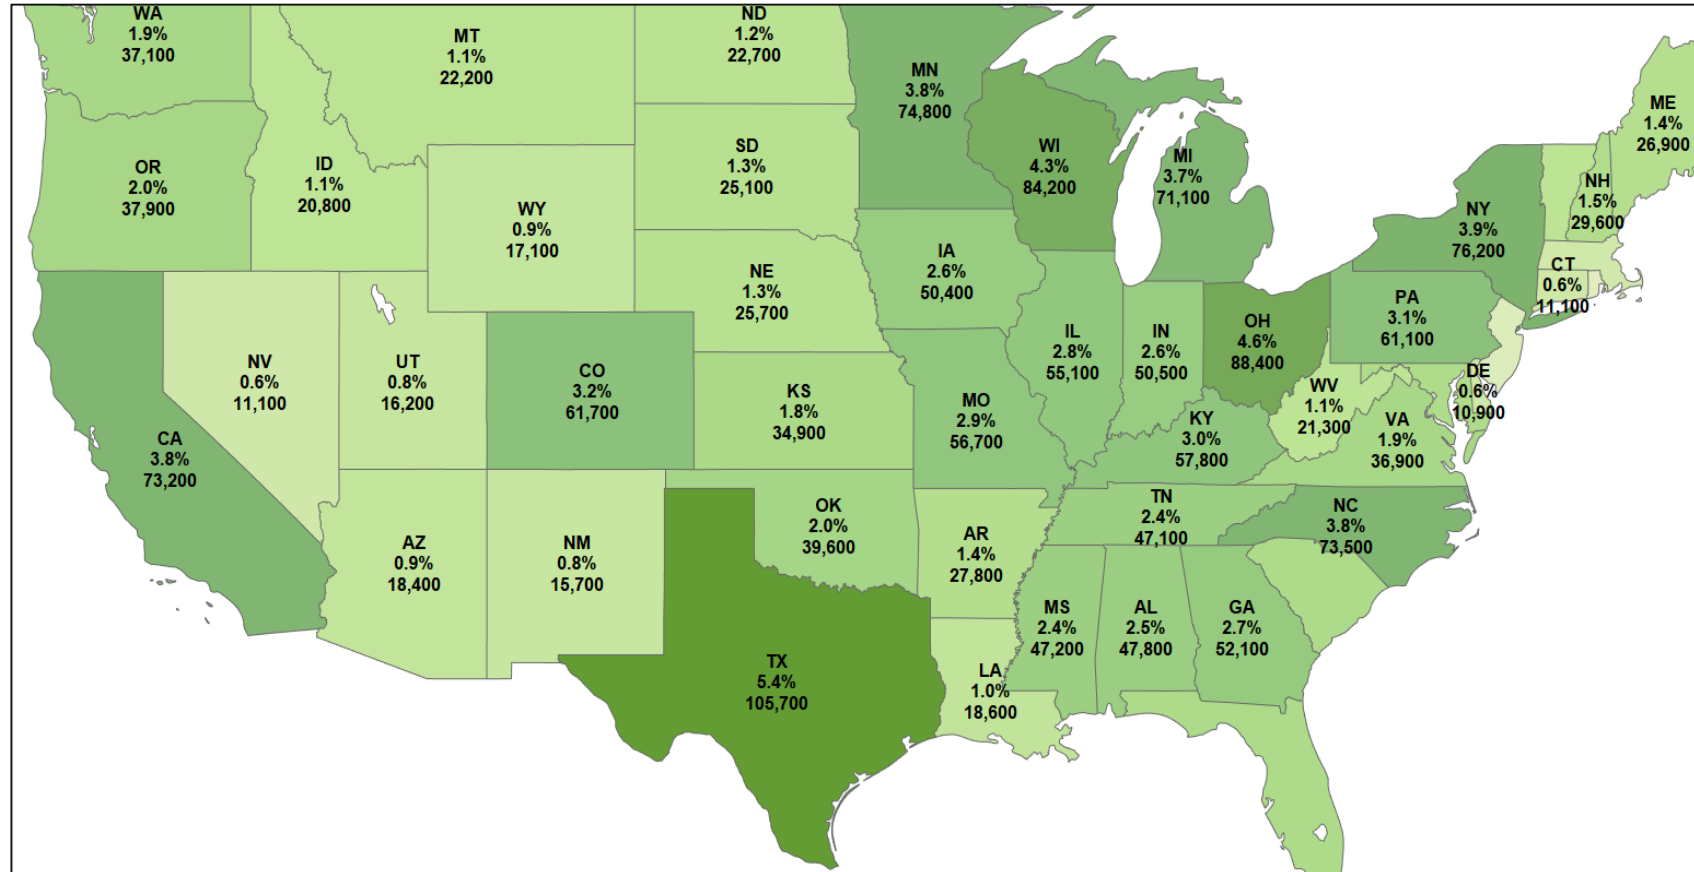 WA
1.9%
37,100
MT
1.1%
22,200
ND
1.2%
22,700
MN
3.8%
74,800
ME
1.4%
26,900
OR
2.0%
37,900
ID
1.1%
20,800
SD
1.3%
25,100
WI
4.3%
84,200
MI
3.7%
71,100
NH
1.5%
29,600
WY
0.9%
17,100
NY
3.9%
76,200
IA
2.6%
50,400
NE
1.3%
25,700
CT
0.6%
11,100
PA
3.1%
61,100
NV
0.6%
11,100
UT
0.8%
16,200
CO
3.2%
61,700
IL
2.8%
55,100
IN
2.6%
50,500
OH
4.6%
88,400
KS
1.8%
34,900
MO
2.9%
56,700
DE
0.6%
10,900
WV
1.1%
21,300
KY
3.0%
57,800
VA
1.9%
36,900
CA
3.8%
73,200
OK
2.0%
39,600
TN
2.4%
47,100
NC
3.8%
73,500
AZ
0.9%
18,400
NM
0.8%
15,700
AR
1.4%
27,800
MS
2.4%
47,200
AL
2.5%
47,800
GA
2.7%
52,100
TX
5.4%
105,700
LA
1.0%
18,600